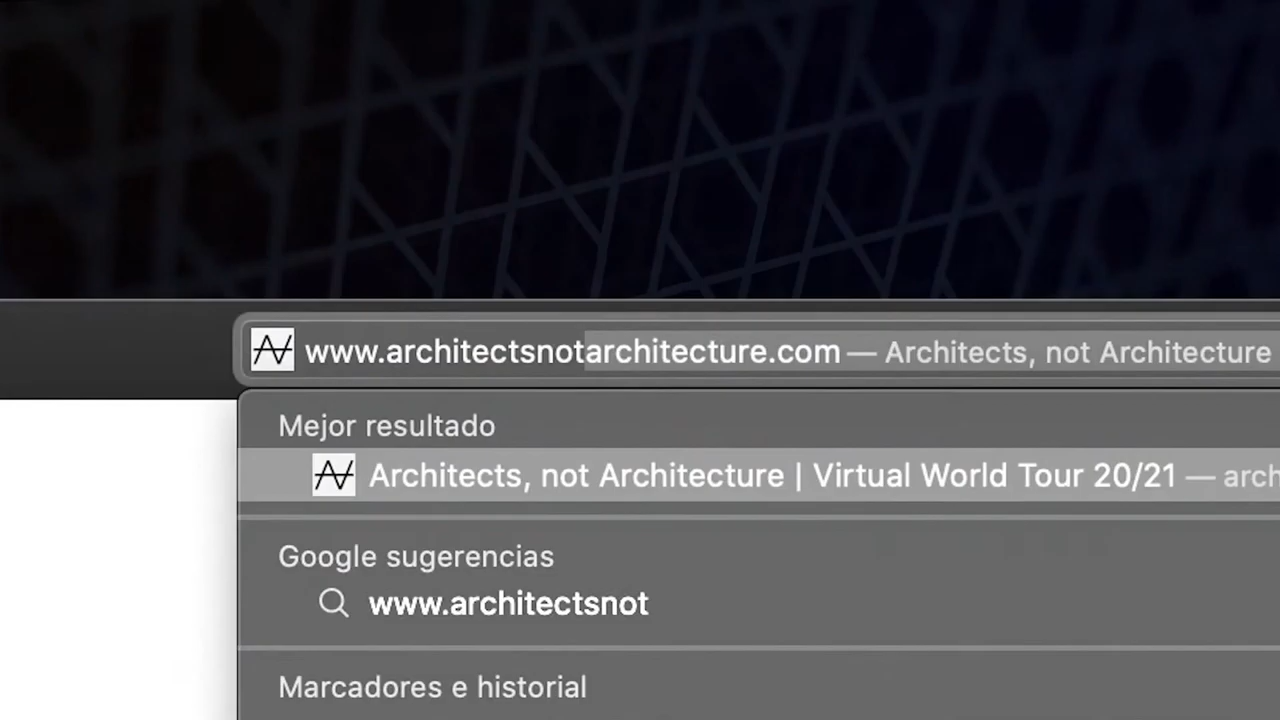 www.architectsnotarchitecture.com — Architects, not Architecture
Mejor resultado
Architects, not Architecture | Virtual World Tour 20/21 — arch
Google sugerencias
www.architectsnot
Marcadores e historial